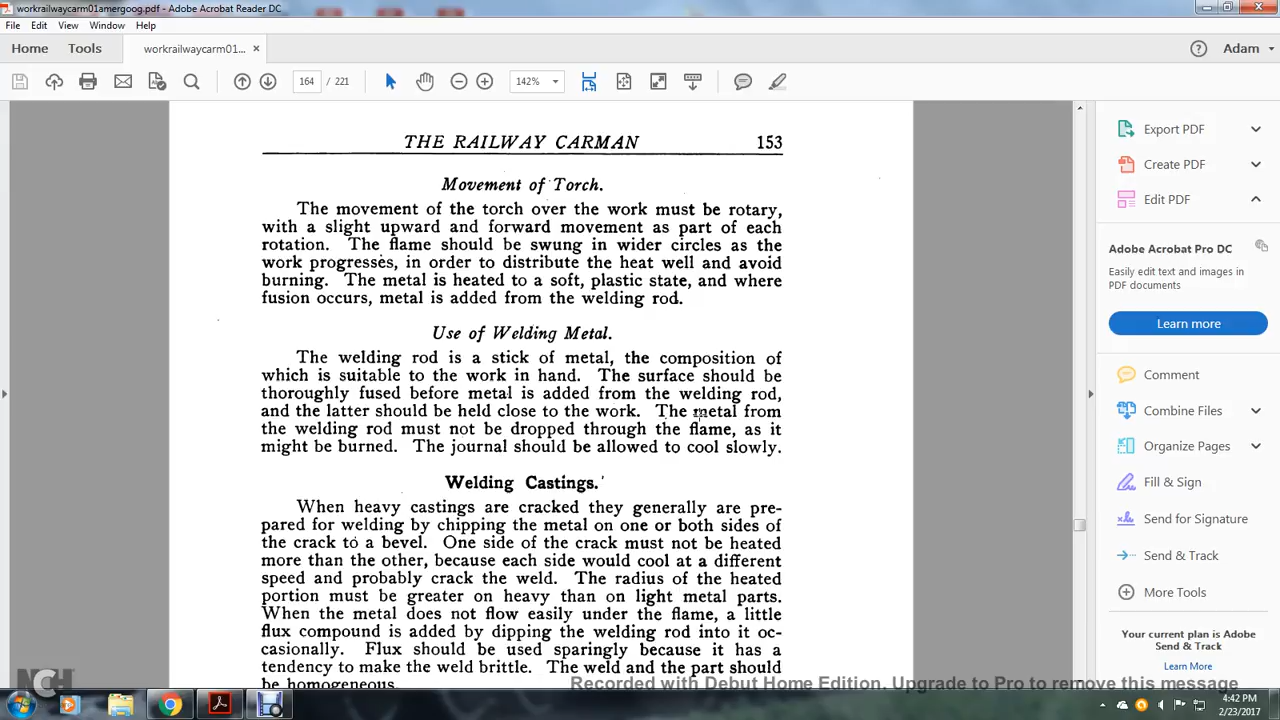 workrailwaycarm01amergoog.pdf - Adobe Acrobat Reader DC
File Edit View Window Help
Home Tools workrailwaycarm01... × ? Adam
164 / 221 142%
THE RAILWAY CARMAN 153
Movement of Torch.
The movement of the torch over the work must be rotary,
with a slight upward and forward movement as part of each
rotation. The flame should be swung in wider circles as the
work progresses, in order to distribute the heat well and avoid
burning. The metal is heated to a soft, plastic state, and where
fusion occurs, metal is added from the welding rod.
Use of Welding Metal.
The welding rod is a stick of metal, the composition of
which is suitable to the work in hand. The surface should be
thoroughly fused before metal is added from the welding rod,
and the latter should be held close to the work. The metal from
the welding rod must not be dropped through the flame, as it
might be burned. The journal should be allowed to cool slowly.
Welding Castings.
When heavy castings are cracked they generally are pre-
pared for welding by chipping the metal on one or both sides of
the crack to a bevel. One side of the crack must not be heated
more than the other, because each side would cool at a different
speed and probably crack the weld. The radius of the heated
portion must be greater on heavy than on light metal parts.
When the metal does not flow easily under the flame, a little
flux compound is added by dipping the welding rod into it oc-
casionally. Flux should be used sparingly because it has a
tendency to make the weld brittle. The weld and the part should
be homogeneous.
Export PDF
Create PDF
Edit PDF
Adobe Acrobat Pro DC
Easily edit text and images in
PDF documents
Learn more
Comment
Combine Files
Organize Pages
Fill & Sign
Send for Signature
Send & Track
More Tools
Your current plan is Adobe
Send & Track
Learn More
NCH
Recorded with Debut Home Edition. Upgrade to Pro to remove this message
4:42 PM
2/23/2017